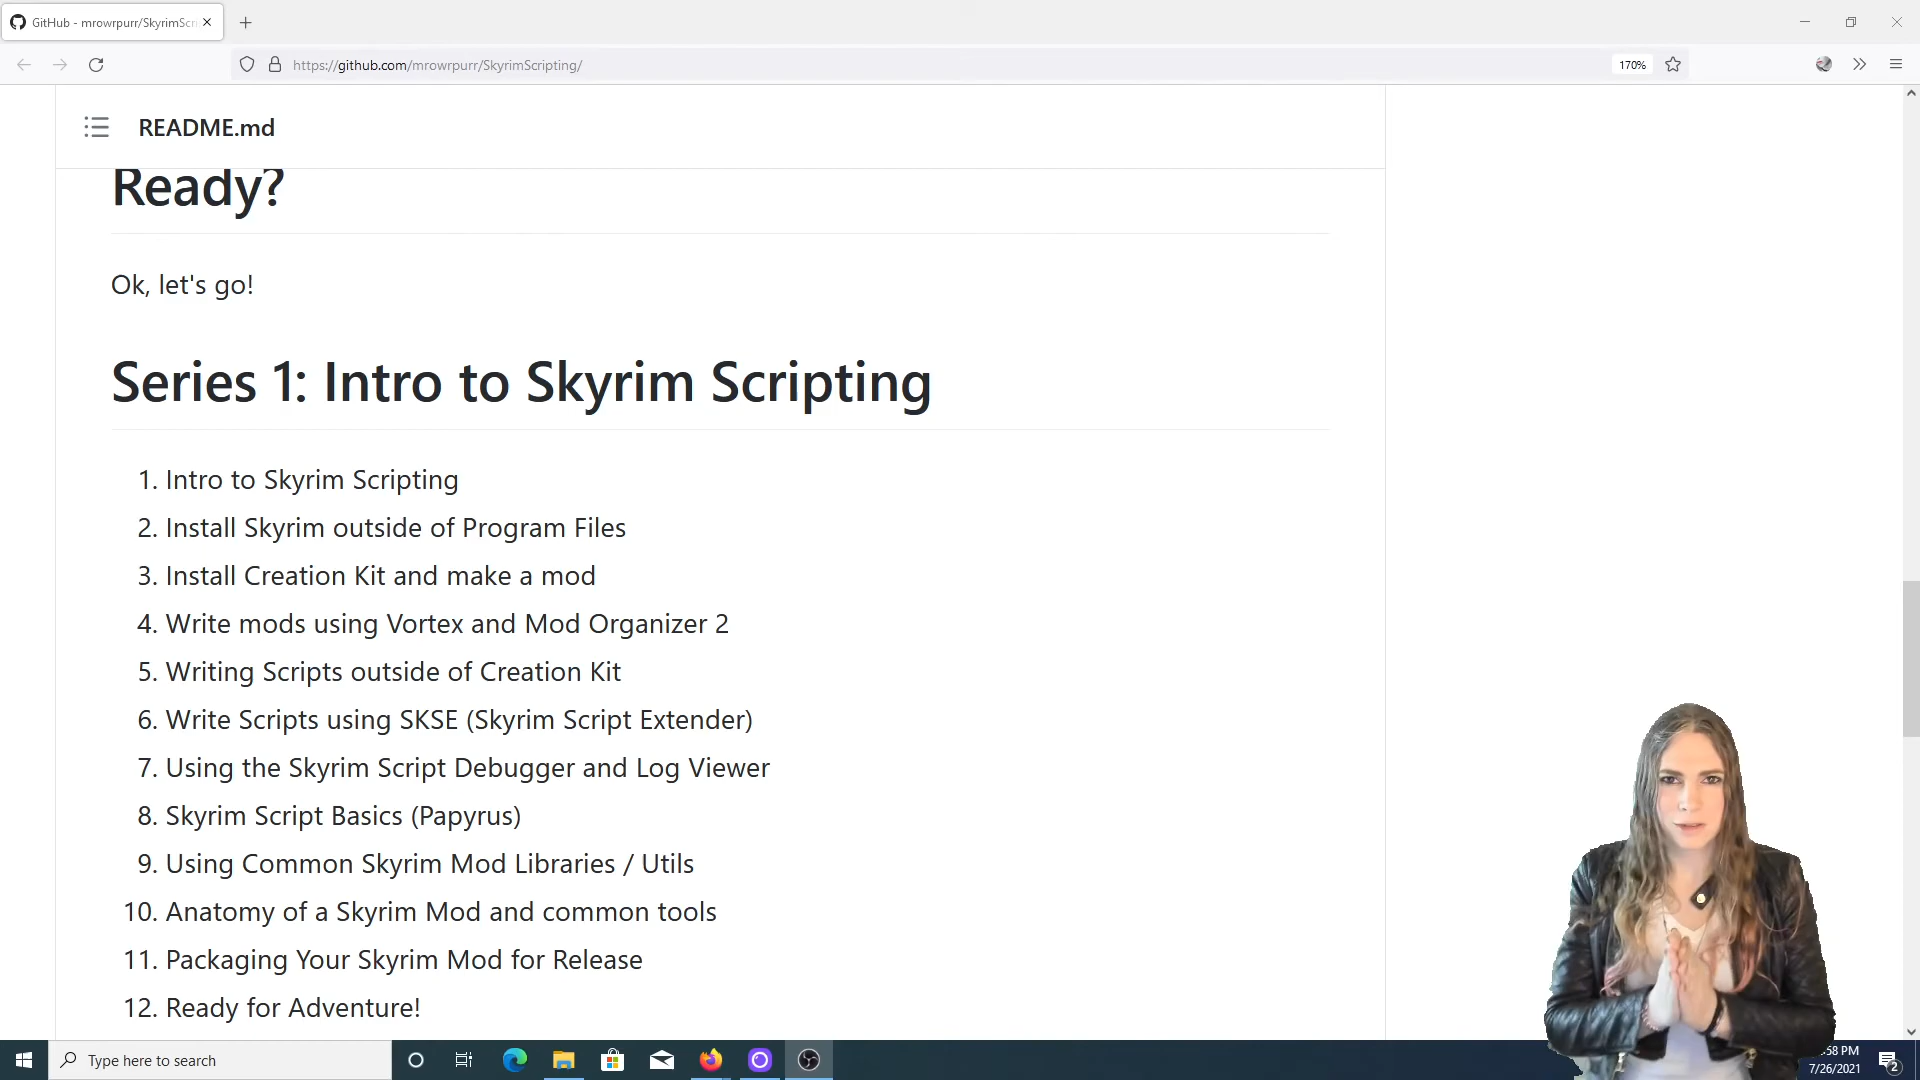 GitHub - mrowrpurr/SkyrimScri
https://github.com/mrowrpurr/SkyrimScripting/
170%
README.md
Ready?
Ok, let's go!
Series 1: Intro to Skyrim Scripting
1. Intro to Skyrim Scripting
2. Install Skyrim outside of Program Files
3. Install Creation Kit and make a mod
4. Write mods using Vortex and Mod Organizer 2
5. Writing Scripts outside of Creation Kit
6. Write Scripts using SKSE (Skyrim Script Extender)
7. Using the Skyrim Script Debugger and Log Viewer
8. Skyrim Script Basics (Papyrus)
9. Using Common Skyrim Mod Libraries / Utils
10. Anatomy of a Skyrim Mod and common tools
11. Packaging Your Skyrim Mod for Release
12. Ready for Adventure!
Type here to search
:58 PM
7/26/2021
2